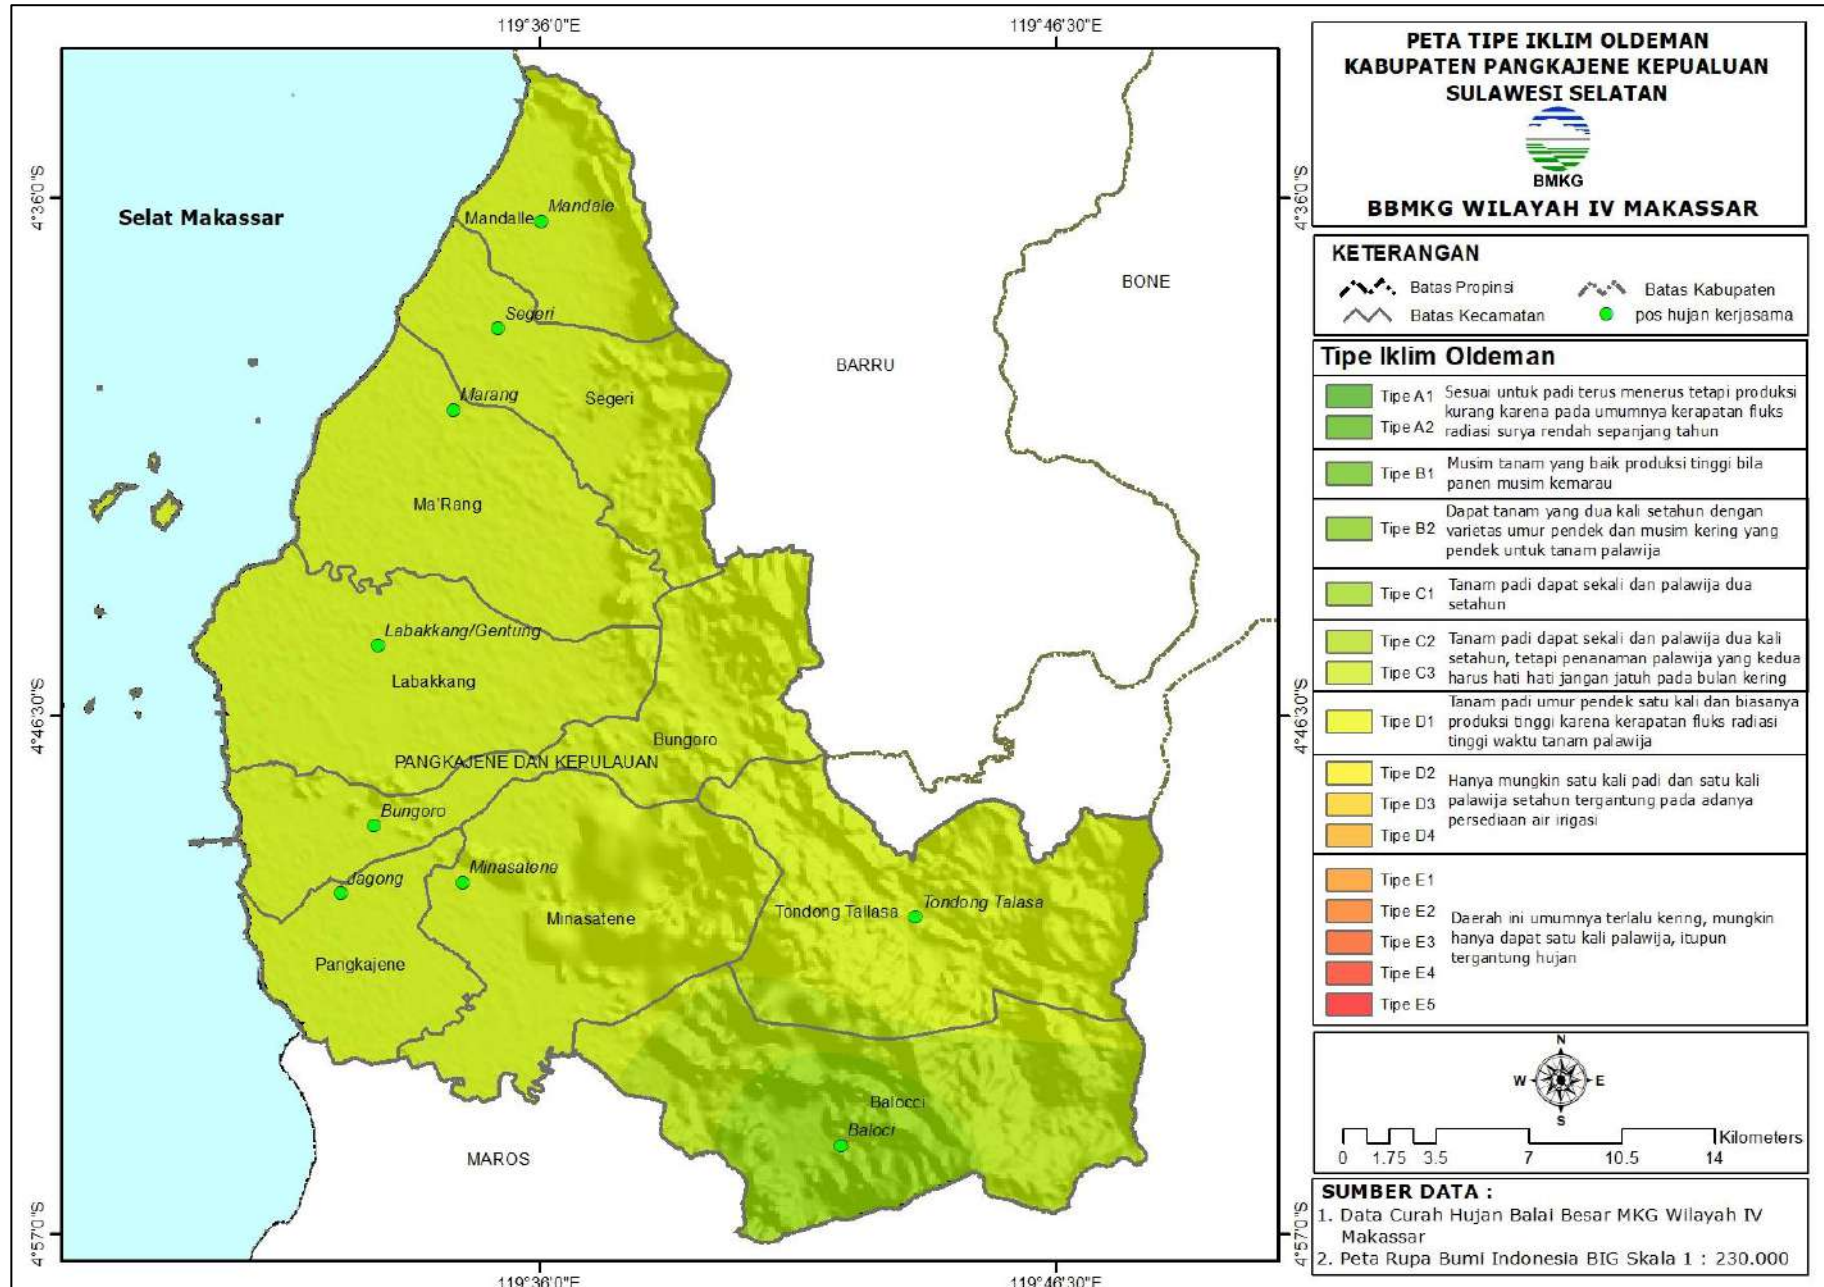 119°36'0"E
119°46'30"E
4°36'0"S
4°46'30"S
4°57'0"S
4°36'0"S
4°46'30"S
4°57'0"S
119°36'0"E
119°46'30"E
Selat Makassar
Mandalle
Mandale
Segeri
Segeri
Marang
Ma'Rang
Labakkang/Gentung
Labakkang
Bungoro
PANGKAJENE DAN KEPULAUAN
Bungoro
Jagong
Minasatene
Minasatene
Pangkajene
Tondong Tallasa
Tondong Talasa
Balocci
Baloci
BONE
BARRU
MAROS
PETA TIPE IKLIM OLDEMAN
KABUPATEN PANGKAJENE KEPUALUAN
SULAWESI SELATAN
BMKG
BBMKG WILAYAH IV MAKASSAR
KETERANGAN
Batas Propinsi
Batas Kabupaten
Batas Kecamatan
pos hujan kerjasama
Tipe Iklim Oldeman
Tipe A1
Tipe A2
Sesuai untuk padi terus menerus tetapi produksi
kurang karena pada umumnya kerapatan fluks
radiasi surya rendah sepanjang tahun
Tipe B1
Musim tanam yang baik produksi tinggi bila
panen musim kemarau
Tipe B2
Dapat tanam yang dua kali setahun dengan
varietas umur pendek dan musim kering yang
pendek untuk tanam palawija
Tipe C1
Tanam padi dapat sekali dan palawija dua
setahun
Tipe C2
Tipe C3
Tanam padi dapat sekali dan palawija dua kali
setahun, tetapi penanaman palawija yang kedua
harus hati hati jangan jatuh pada bulan kering
Tipe D1
Tanam padi umur pendek satu kali dan biasanya
produksi tinggi karena kerapatan fluks radiasi
tinggi waktu tanam palawija
Tipe D2
Tipe D3
Tipe D4
Hanya mungkin satu kali padi dan satu kali
palawija setahun tergantung pada adanya
persediaan air irigasi
Tipe E1
Tipe E2
Tipe E3
Tipe E4
Tipe E5
Daerah ini umumnya terlalu kering, mungkin
hanya dapat satu kali palawija, itupun
tergantung hujan
N
W
E
S
Kilometers
0 1.75 3.5 7 10.5 14
SUMBER DATA :
1. Data Curah Hujan Balai Besar MKG Wilayah IV
Makassar
2. Peta Rupa Bumi Indonesia BIG Skala 1 : 230.000